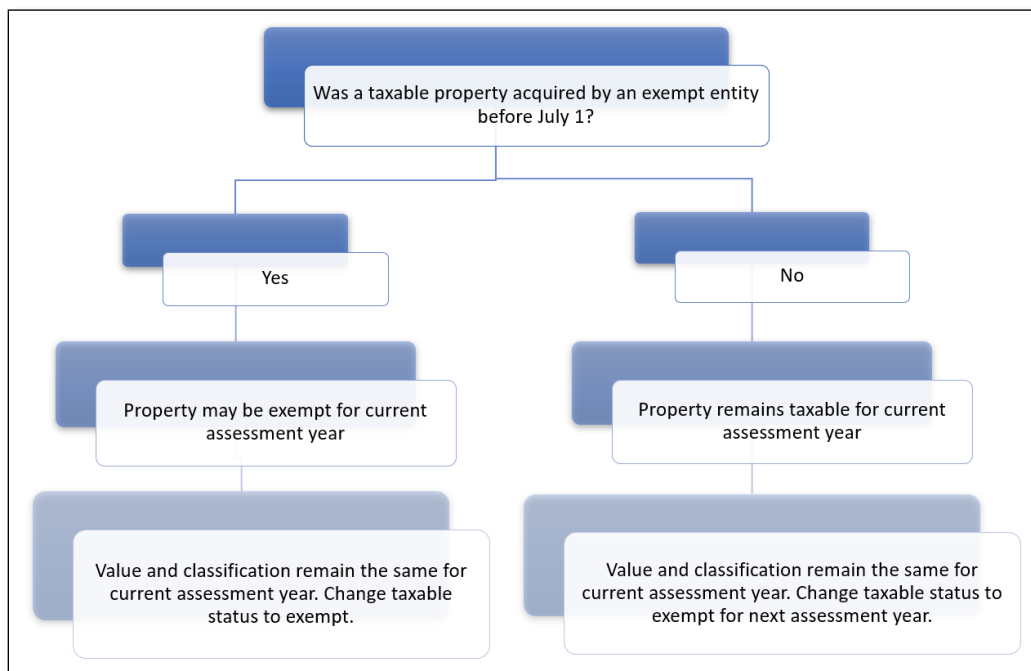 Was a taxable property acquired by an exempt entity
before July 1?
Yes
No
Property may be exempt for current
assessment year
Property remains taxable for current
assessment year
Value and classification remain the same for
current assessment year. Change taxable
status to exempt.
Value and classification remain the same for
current assessment year. Change taxable status to
exempt for next assessment year.